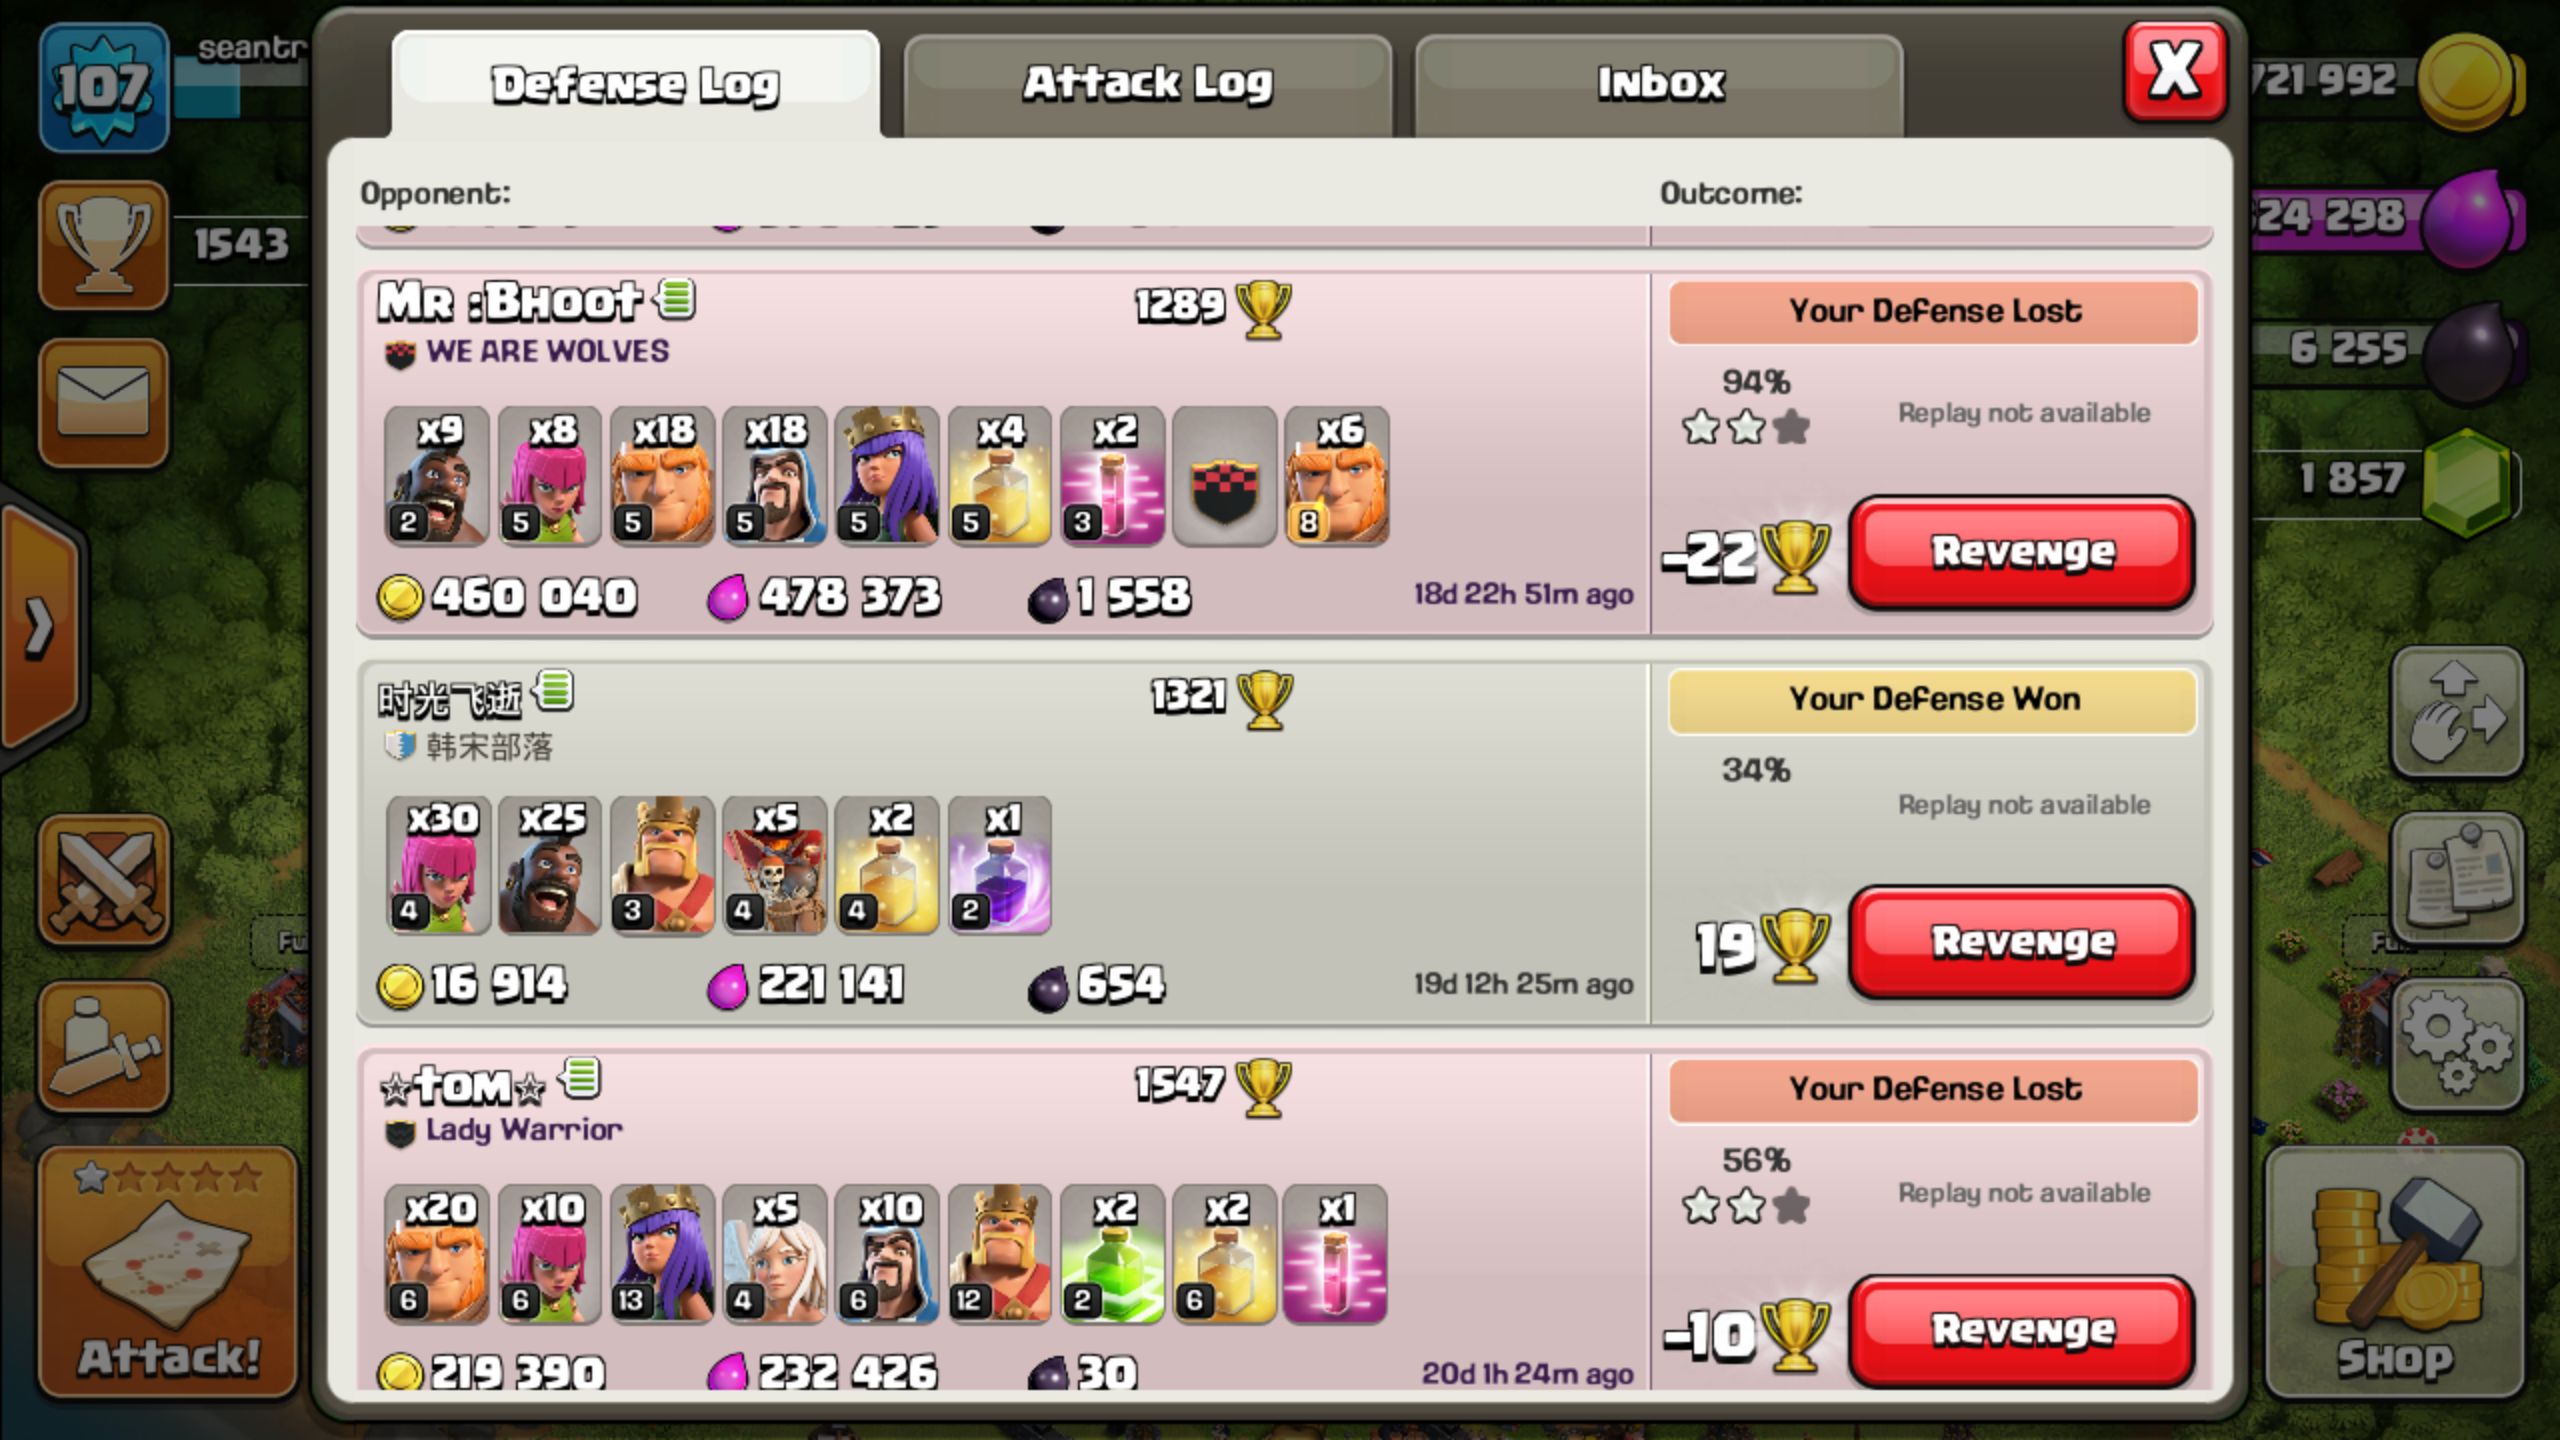 107
seantr
1543
Defense Log
Attack Log
Inbox
X
721 992
24 298
6 255
1 857
Opponent:
Outcome:
Mr :Bhoot
1289
WE ARE WOLVES
x9 x8 x18 x18 x4 x2 x6
2 5 5 5 5 5 3 8
460 040 478 373 1 558
18d 22h 51m ago
Your Defense Lost
94%
Replay not available
-22
Revenge
时光飞逝
1321
韩宋部落
x30 x25 x5 x2 x1
4 3 4 4 2
16 914 221 141 654
19d 12h 25m ago
Your Defense Won
34%
Replay not available
19
Revenge
☆tom☆
1547
Lady Warrior
x20 x10 x5 x10 x2 x2 x1
6 6 13 4 6 12 2 6
219 390 232 426 30
20d 1h 24m ago
Your Defense Lost
56%
Replay not available
-10
Revenge
Attack!
Shop